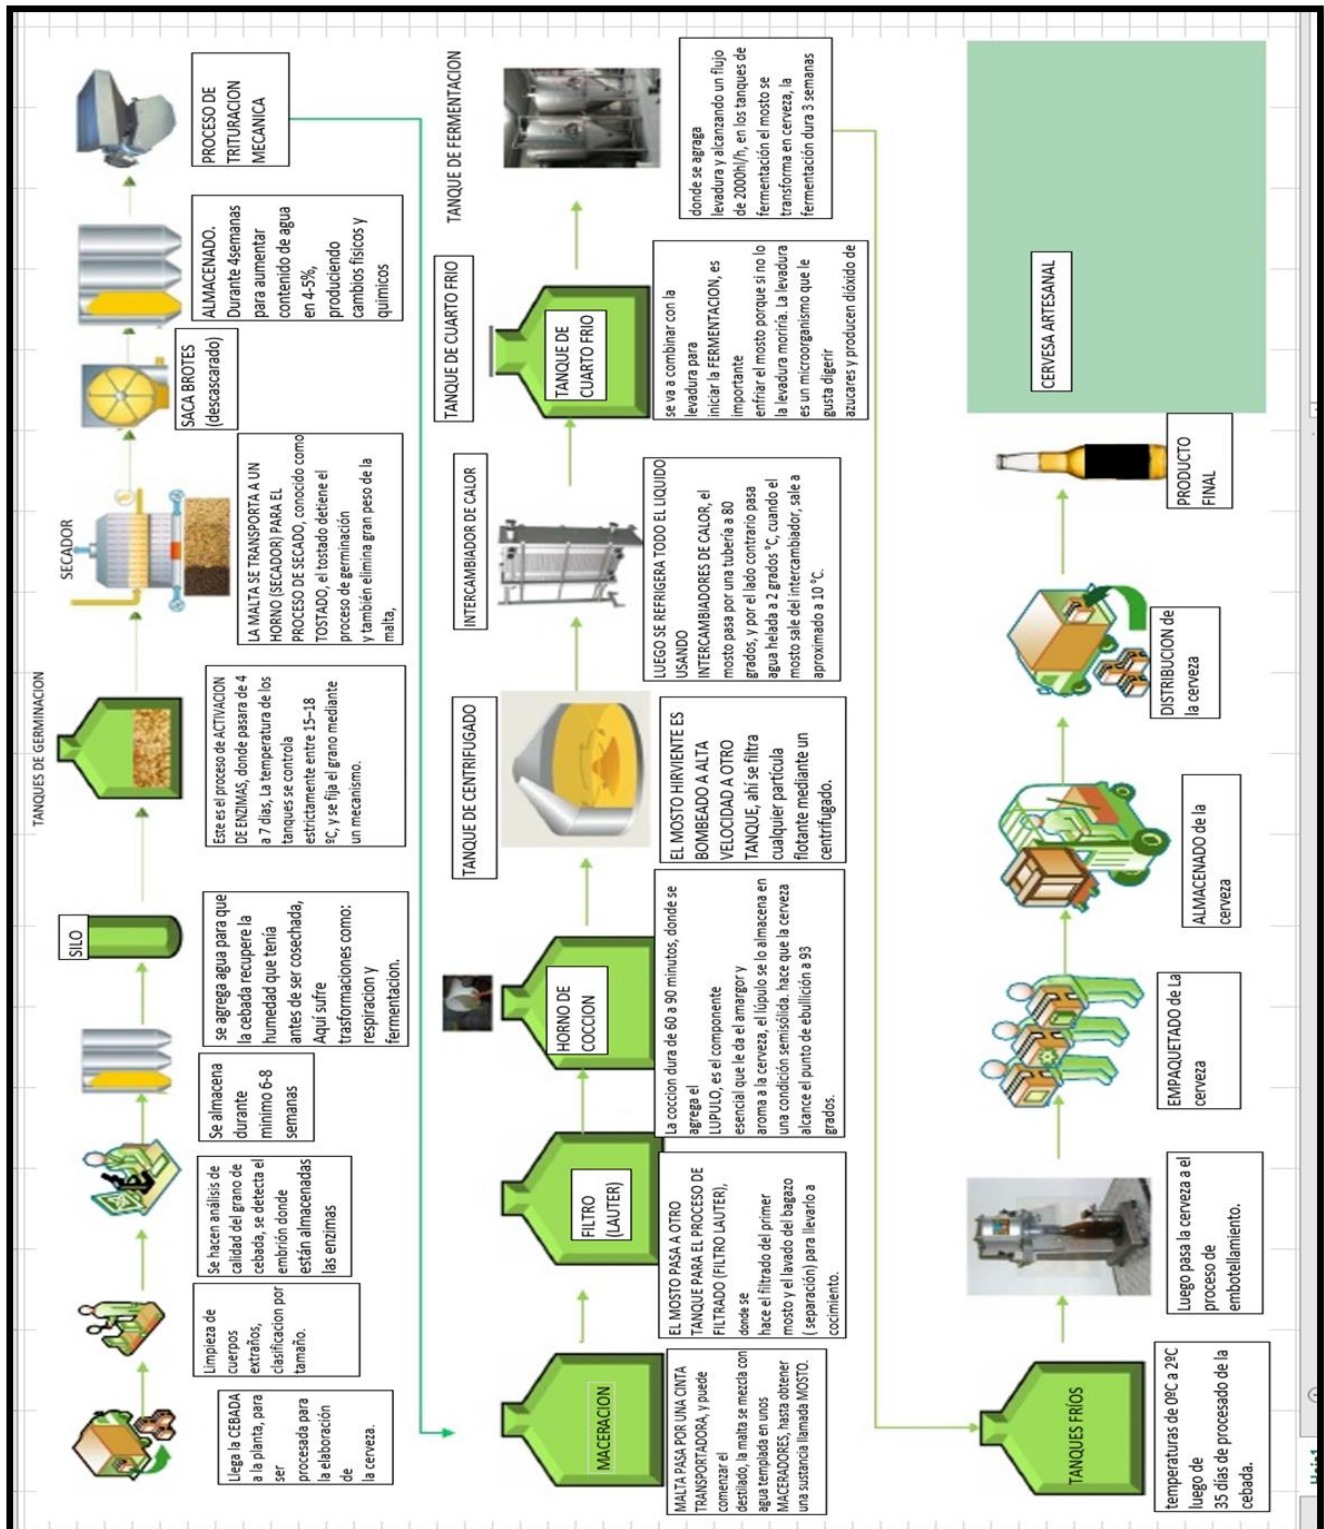 Llega la CEBADA
a la planta, para
ser
procesada para
la elaboración
de
la cerveza.
Limpieza de
cuerpos
extraños,
clasificacion por
tamaño.
Se hacen análisis de
calidad del grano de
cebada, se detecta el
embrión donde
están almacenadas
las enzimas
Se almacena
durante
minimo 6-8
semanas
SILO
se agrega agua para que
la cebada recupere la
humedad que tenía
antes de ser cosechada,
Aquí sufre
trasformaciones como:
respiracion y
fermentacion.
TANQUES DE GERMINACION
Este es el proceso de ACTIVACION
DE ENZIMAS, donde pasara de 4
a 7 dias, La temperatura de los
tanques se controla
estrictamente entre 15–18
ºC, y se fija el grano mediante
un mecanismo.
SECADOR
LA MALTA SE TRANSPORTA A UN
HORNO (SECADOR) PARA EL
PROCESO DE SECADO, conocido como
TOSTADO, el tostado detiene el
proceso de germinación
y también elimina gran peso de la
malta,
SACA BROTES
(descascarado)
ALMACENADO.
Durante 4semanas
para aumentar
contenido de agua
en 4-5%,
produciendo
cambios físicos y
químicos
PROCESO DE
TRITURACION
MECANICA
MACERACION
MALTA PASA POR UNA CINTA
TRANSPORTADORA, y puede
comenzar el
destilado, la malta se mezcla con
agua templada en unos
MACERADORES, hasta obtener
una sustancia llamada MOSTO.
FILTRO
(LAUTER)
EL MOSTO PASA A OTRO
TANQUE PARA EL PROCESO DE
FILTRADO (FILTRO LAUTER),
donde se
hace el filtrado del primer
mosto y el lavado del bagazo
( separación) para llevarlo a
cocimiento.
HORNO DE
COCCION
La coccion dura de 60 a 90 minutos, donde se
agrega el
LUPULO, es el componente
esencial que le da el amargor y
aroma a la cerveza, el lúpulo se lo almacena en
una condición semisólida. hace que la cerveza
alcance el punto de ebullición a 93
grados.
TANQUE DE CENTRIFUGADO
EL MOSTO HIRVIENTE ES
BOMBEADO A ALTA
VELOCIDAD A OTRO
TANQUE, ahí se filtra
cualquier partícula
flotante mediante un
centrifugado.
INTERCAMBIADOR DE CALOR
LUEGO SE REFRIGERA TODO EL LIQUIDO
USANDO
INTERCAMBIADORES DE CALOR, el
mosto pasa por una tubería a 80
grados, y por el lado contrario pasa
agua helada a 2 grados °C, cuando el
mosto sale del intercambiador, sale a
aproximado a 10 °C.
TANQUE DE CUARTO FRIO
TANQUE DE
CUARTO FRIO
se va a combinar con la
levadura para
iniciar la FERMENTACION, es
importante
enfriar el mosto porque si no lo
la levadura moriría. La levadura
es un microorganismo que le
gusta digerir
azucares y producen dióxido de
TANQUE DE FERMENTACION
donde se agraga
levadura y alcanzando un flujo
de 2000hl/h, en los tanques de
fermentación el mosto se
transforma en cerveza, la
fermentación dura 3 semanas
TANQUES FRÍOS
temperaturas de 0ºC a 2ºC
luego de
35 días de procesado de la
cebada.
Luego pasa la cerveza a el
proceso de
embotellamiento.
EMPAQUETADO de La
cerveza
ALMACENADO de la
cerveza
DISTRIBUCION de
la cerveza
PRODUCTO
FINAL
CERVESA ARTESANAL